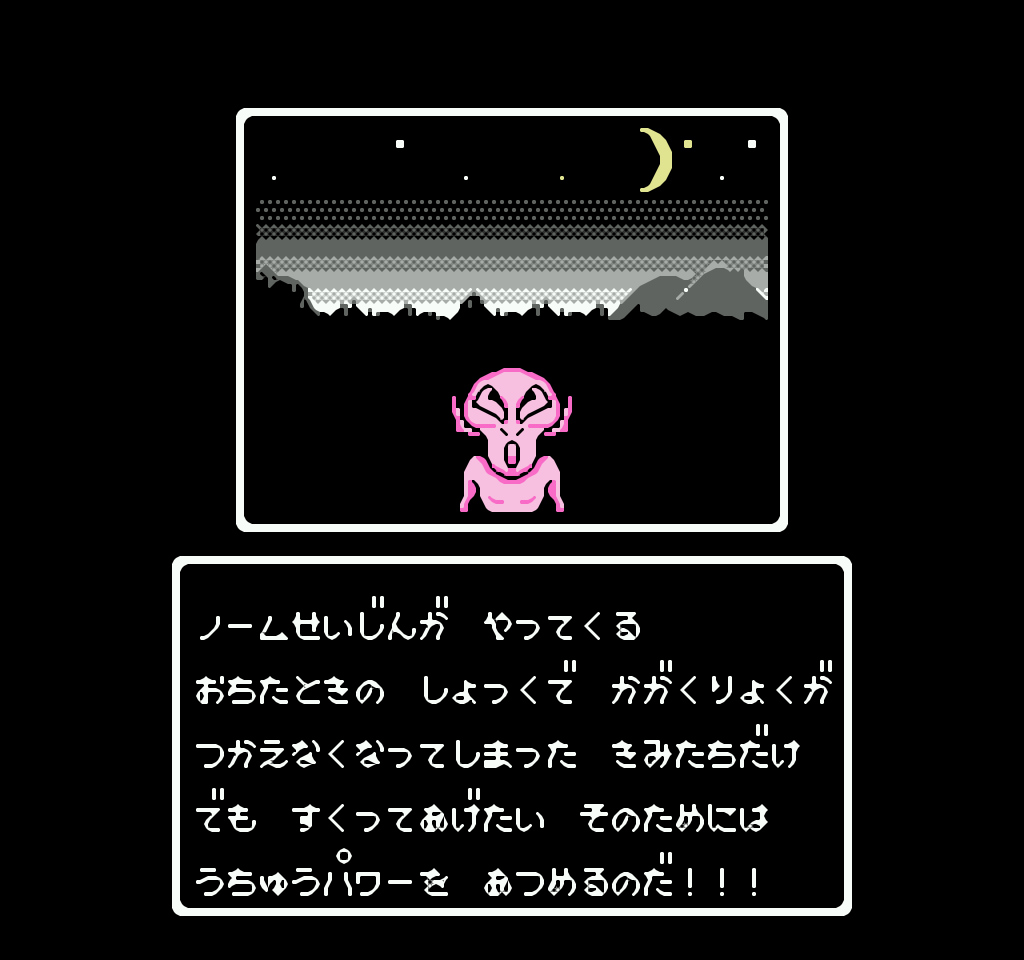 ノームせいじんが　やってくる
おちたときの　しょっくで　かがくりょくが
つかえなくなってしまった　きみたちだけ
でも　すくってあげたい　そのためには
うちゅうパワーを　あつめるのだ！！！